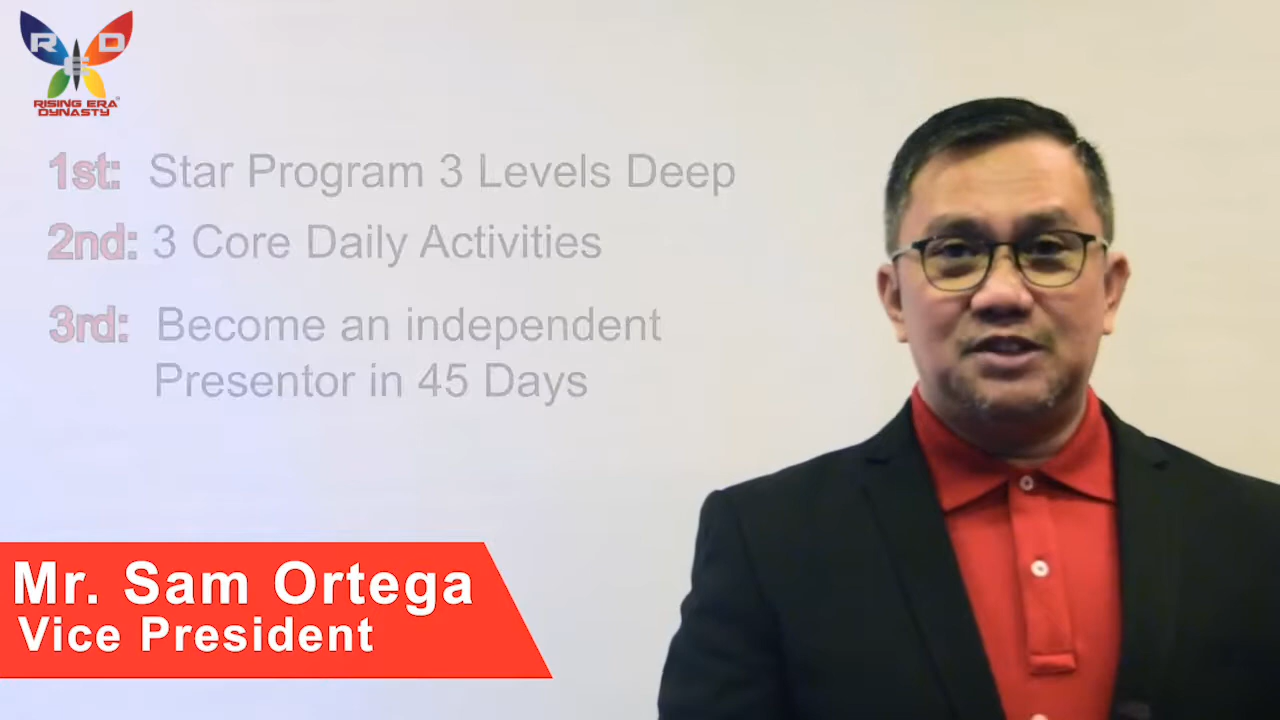 R E D
RISING ERA
DYNASTY
1st: Star Program 3 Levels Deep
2nd: 3 Core Daily Activities
3rd: Become an independent
Presentor in 45 Days
Mr. Sam Ortega
Vice President